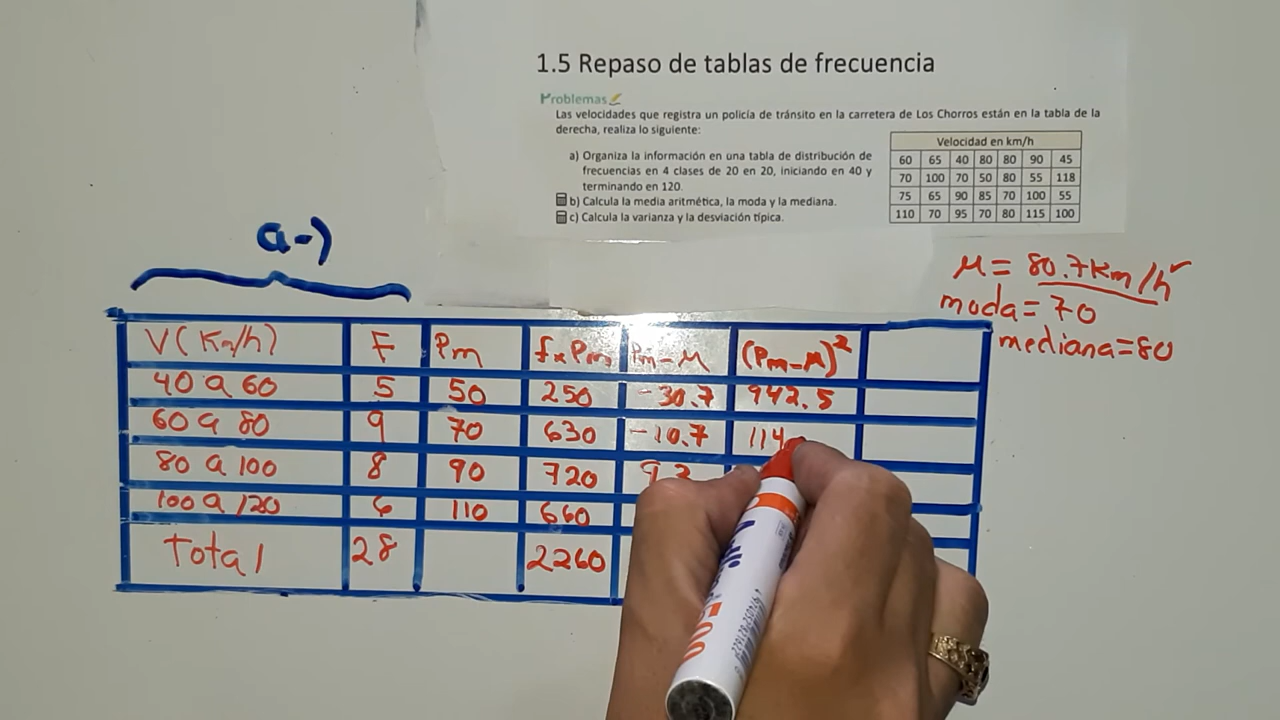 1.5 Repaso de tablas de frecuencia
Problemas
Las velocidades que registra un policía de tránsito en la carretera de Los Chorros están en la tabla de la
derecha, realiza lo siguiente:
a) Organiza la información en una tabla de distribución de
frecuencias en 4 clases de 20 en 20, iniciando en 40 y
terminando en 120.
b) Calcula la media aritmética, la moda y la mediana.
c) Calcula la varianza y la desviación típica.
Velocidad en km/h
60 65 40 80 80 90 45
70 100 70 50 80 55 118
75 65 90 85 70 100 55
110 70 95 70 80 115 100
a-)
μ = 80.7 Km/h
moda = 70
mediana = 80
V (Km/h) F Pm f x Pm Pm-μ (Pm-μ)²
40 a 60 5 50 250 -30.7 942.5
60 a 80 9 70 630 -10.7 114
80 a 100 8 90 720 9.3
100 a 120 6 110 660
Total 28 2260
500